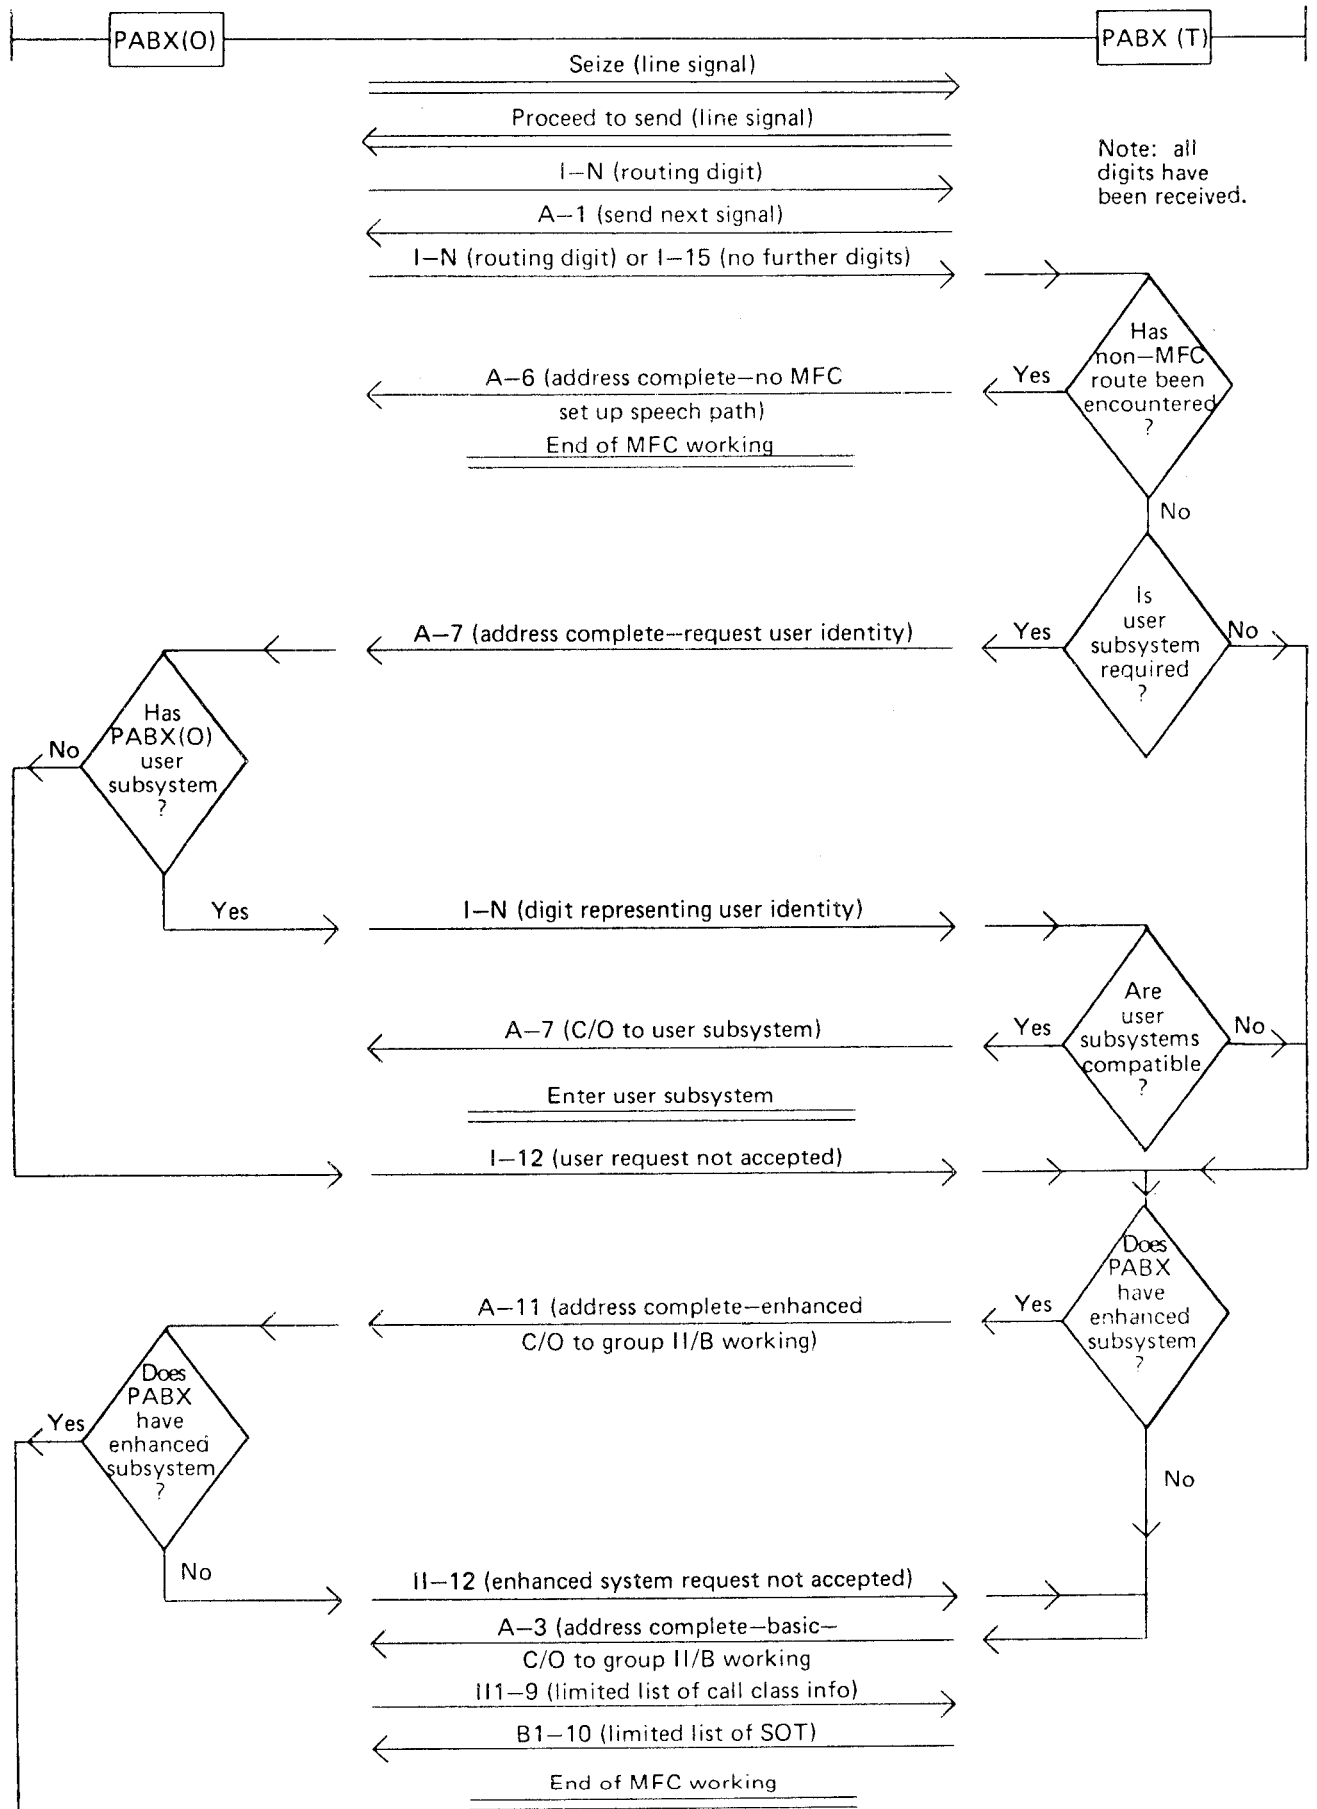 PABX(O)
PABX (T)
Seize (line signal)
Proceed to send (line signal)
Note: all
digits have
been received.
I–N (routing digit)
A–1 (send next signal)
I–N (routing digit) or I–15 (no further digits)
Has
non–MFC
route been
encountered
?
Yes
A–6 (address complete–no MFC
set up speech path)
End of MFC working
No
Is
user
subsystem
required
?
No
Yes
A–7 (address complete–request user identity)
Has
PABX(O)
user
subsystem
?
No
Yes
I–N (digit representing user identity)
Are
user
subsystems
compatible
?
No
Yes
A–7 (C/O to user subsystem)
Enter user subsystem
I–12 (user request not accepted)
Does
PABX
have
enhanced
subsystem
?
Yes
A–11 (address complete–enhanced
C/O to group II/B working)
Does
PABX
have
enhanced
subsystem
?
Yes
No
No
II–12 (enhanced system request not accepted)
A–3 (address complete–basic–
C/O to group II/B working
II1–9 (limited list of call class info)
B1–10 (limited list of SOT)
End of MFC working